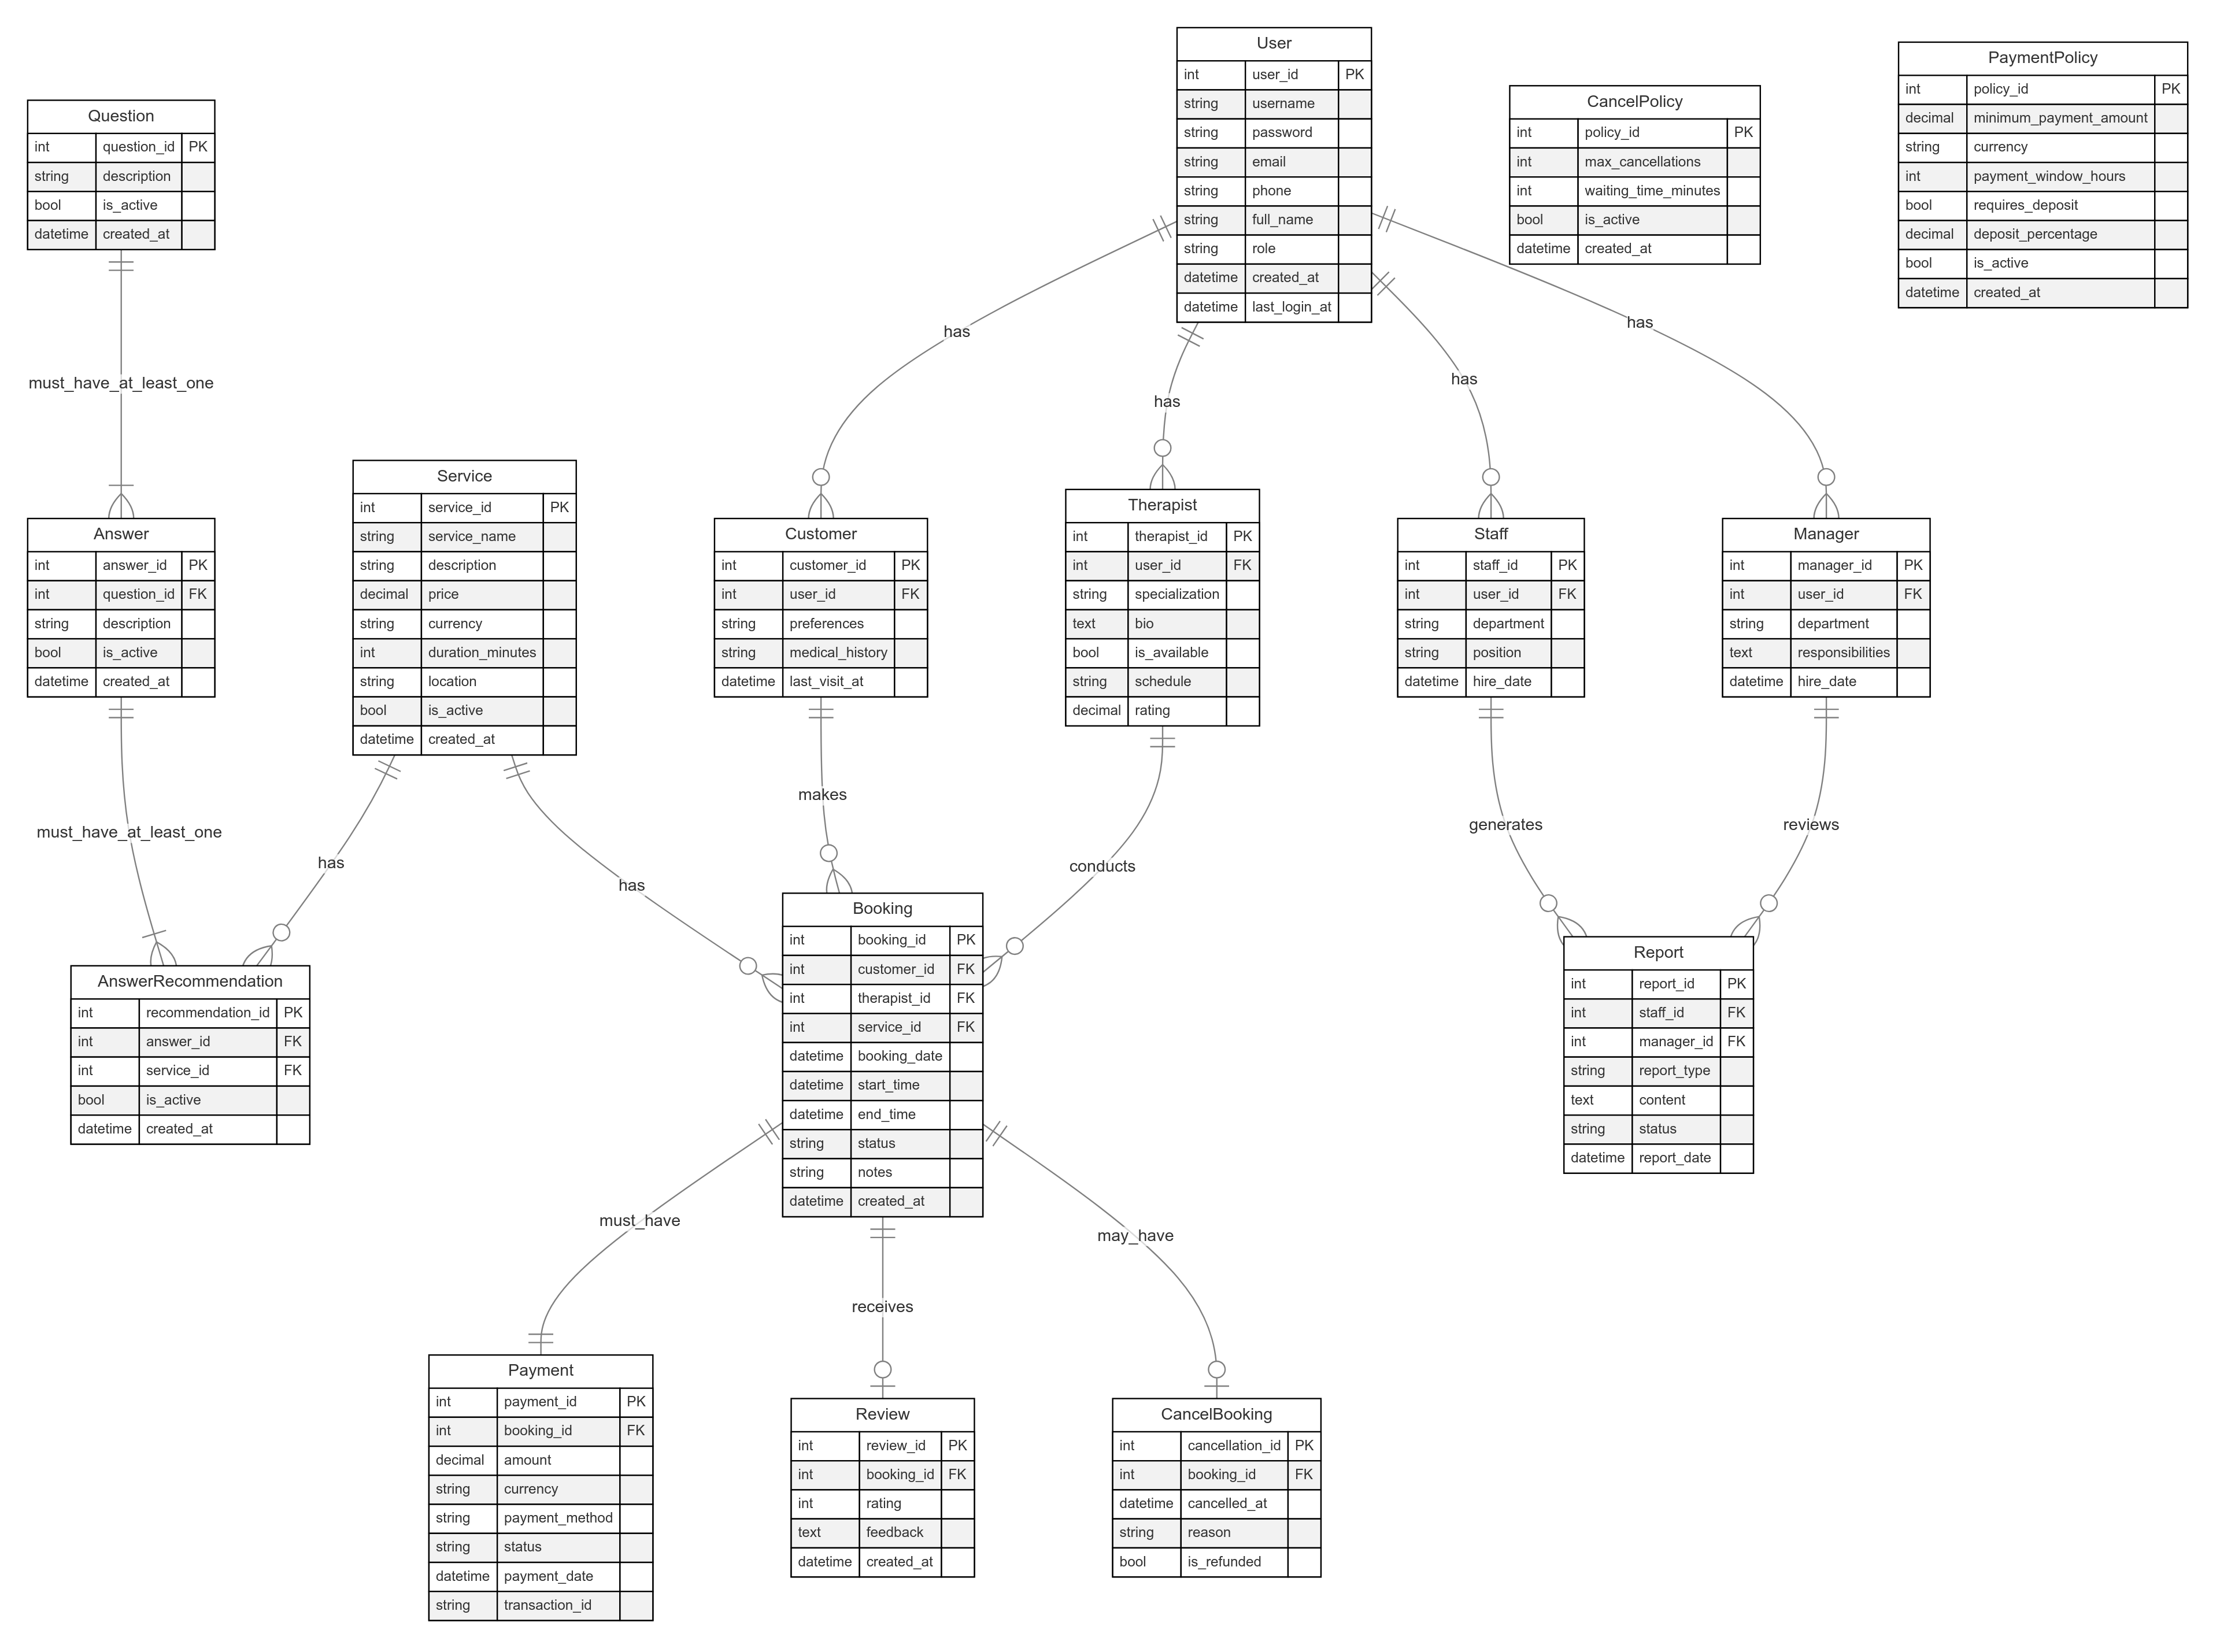 User
int user_id PK
string username
string password
string email
string phone
string full_name
string role
datetime created_at
datetime last_login_at
CancelPolicy
int policy_id PK
int max_cancellations
int waiting_time_minutes
bool is_active
datetime created_at
PaymentPolicy
int policy_id PK
decimal minimum_payment_amount
string currency
int payment_window_hours
bool requires_deposit
decimal deposit_percentage
bool is_active
datetime created_at
Question
int question_id PK
string description
bool is_active
datetime created_at
has
has
has
has
must_have_at_least_one
Answer
int answer_id PK
int question_id FK
string description
bool is_active
datetime created_at
Service
int service_id PK
string service_name
string description
decimal price
string currency
int duration_minutes
string location
bool is_active
datetime created_at
Customer
int customer_id PK
int user_id FK
string preferences
string medical_history
datetime last_visit_at
Therapist
int therapist_id PK
int user_id FK
string specialization
text bio
bool is_available
string schedule
decimal rating
Staff
int staff_id PK
int user_id FK
string department
string position
datetime hire_date
Manager
int manager_id PK
int user_id FK
string department
text responsibilities
datetime hire_date
must_have_at_least_one
has
has
makes
conducts
generates
reviews
AnswerRecommendation
int recommendation_id PK
int answer_id FK
int service_id FK
bool is_active
datetime created_at
Booking
int booking_id PK
int customer_id FK
int therapist_id FK
int service_id FK
datetime booking_date
datetime start_time
datetime end_time
string status
string notes
datetime created_at
Report
int report_id PK
int staff_id FK
int manager_id FK
string report_type
text content
string status
datetime report_date
must_have
receives
may_have
Payment
int payment_id PK
int booking_id FK
decimal amount
string currency
string payment_method
string status
datetime payment_date
string transaction_id
Review
int review_id PK
int booking_id FK
int rating
text feedback
datetime created_at
CancelBooking
int cancellation_id PK
int booking_id FK
datetime cancelled_at
string reason
bool is_refunded